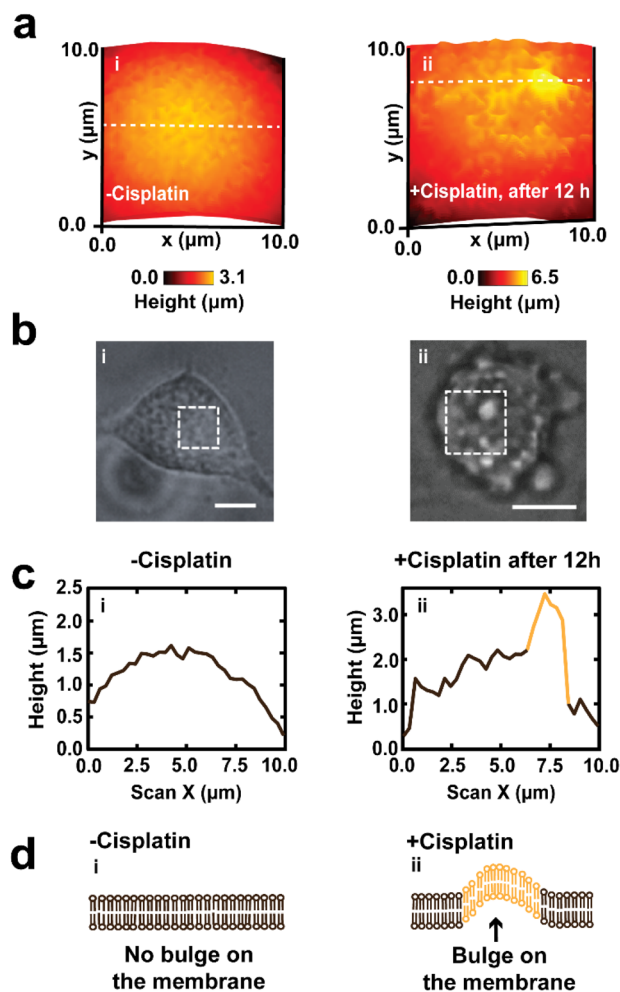 a
i
ii
10.0
y (µm)
0.0
-Cisplatin
0.0
x (µm)
10.0
10.0
y (µm)
0.0
+Cisplatin, after 12 h
0.0
x (µm)
10.0
0.0 3.1
Height (µm)
0.0 6.5
Height (µm)
b
i
ii
-Cisplatin
+Cisplatin after 12h
c
i
2.5
2.0
1.5
1.0
0.5
0.0
Height (µm)
0.0 2.5 5.0 7.5 10.0
Scan X (µm)
ii
3.0
2.0
1.0
0.0
Height (µm)
0.0 2.5 5.0 7.5 10.0
Scan X (µm)
d
-Cisplatin
i
No bulge on
the membrane
+Cisplatin
ii
Bulge on
the membrane